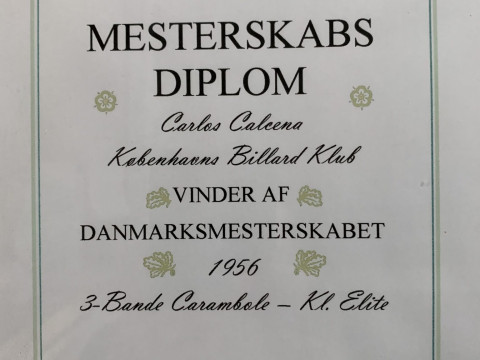 MESTERSKABS
DIPLOM
Carlos Calcena
Københavns Billard Klub
VINDER AF
DANMARKSMESTERSKABET
1956
3-Bande Carambole – Kl. Elite